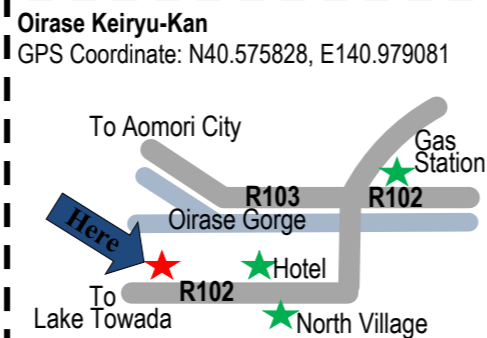 Oirase Keiryu-Kan
GPS Coordinate: N40.575828, E140.979081
To Aomori City
Gas
Station
R103
R102
Oirase Gorge
Here
Hotel
To
Lake Towada
R102
North Village